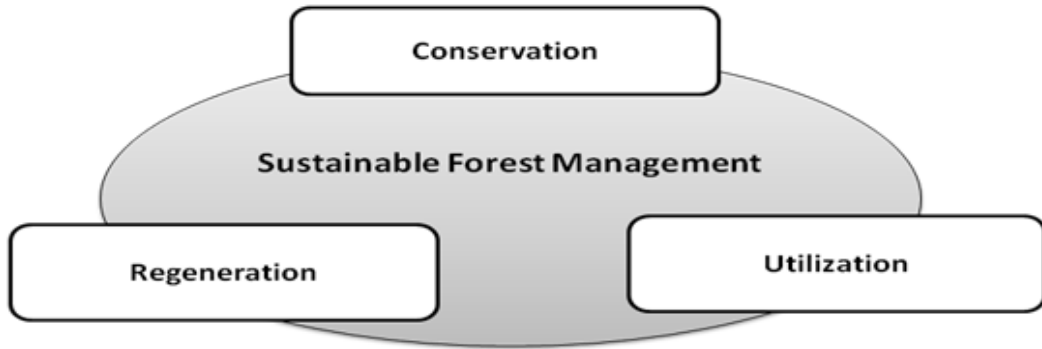 Conservation
Sustainable Forest Management
Regeneration
Utilization